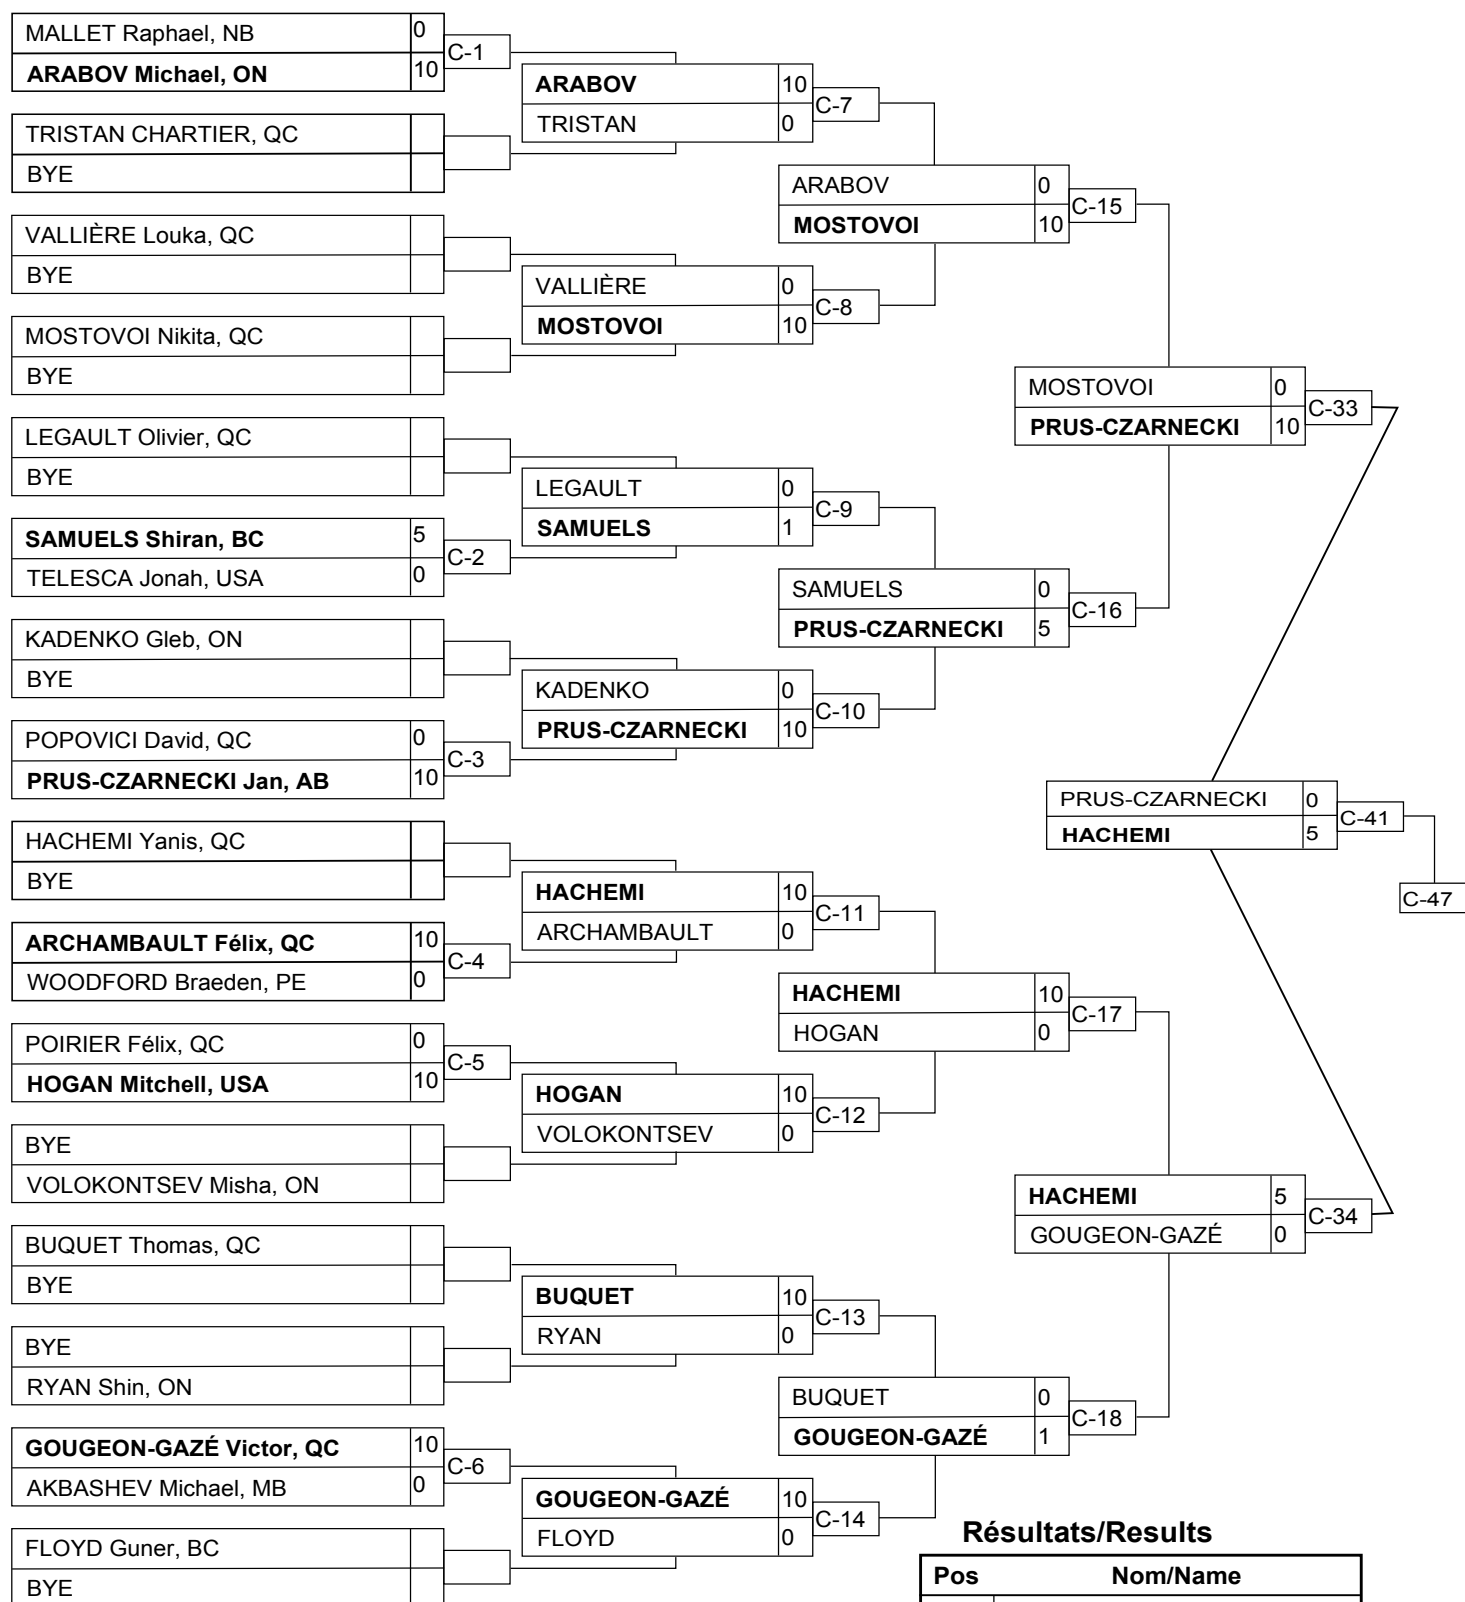 MALLET Raphael, NB 0
ARABOV Michael, ON 10
C-1
TRISTAN CHARTIER, QC
BYE
VALLIÈRE Louka, QC
BYE
MOSTOVOI Nikita, QC
BYE
LEGAULT Olivier, QC
BYE
SAMUELS Shiran, BC 5
TELESCA Jonah, USA 0
C-2
KADENKO Gleb, ON
BYE
POPOVICI David, QC 0
PRUS-CZARNECKI Jan, AB 10
C-3
HACHEMI Yanis, QC
BYE
ARCHAMBAULT Félix, QC 10
WOODFORD Braeden, PE 0
C-4
POIRIER Félix, QC 0
HOGAN Mitchell, USA 10
C-5
BYE
VOLOKONTSEV Misha, ON
BUQUET Thomas, QC
BYE
BYE
RYAN Shin, ON
GOUGEON-GAZÉ Victor, QC 10
AKBASHEV Michael, MB 0
C-6
FLOYD Guner, BC
BYE
ARABOV 10
TRISTAN 0
C-7
VALLIÈRE 0
MOSTOVOI 10
C-8
LEGAULT 0
SAMUELS 1
C-9
KADENKO 0
PRUS-CZARNECKI 10
C-10
HACHEMI 10
ARCHAMBAULT 0
C-11
HOGAN 10
VOLOKONTSEV 0
C-12
BUQUET 10
RYAN 0
C-13
GOUGEON-GAZÉ 10
FLOYD 0
C-14
ARABOV 0
MOSTOVOI 10
C-15
SAMUELS 0
PRUS-CZARNECKI 5
C-16
HACHEMI 10
HOGAN 0
C-17
BUQUET 0
GOUGEON-GAZÉ 1
C-18
MOSTOVOI 0
PRUS-CZARNECKI 10
C-33
HACHEMI 5
GOUGEON-GAZÉ 0
C-34
PRUS-CZARNECKI 0
HACHEMI 5
C-41
C-47
Résultats/Results
Pos Nom/Name